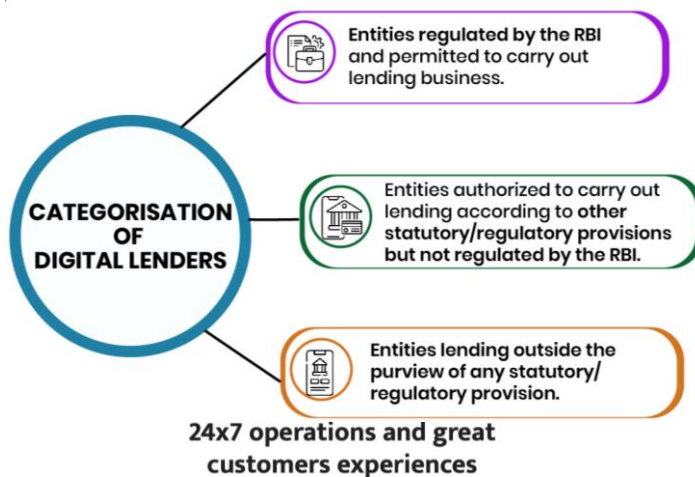 Entities regulated by the RBI
and permitted to carry out
lending business.
CATEGORISATION
OF
DIGITAL LENDERS
Entities authorized to carry out
lending according to other
statutory/regulatory provisions
but not regulated by the RBI.
Entities lending outside the
purview of any statutory/
regulatory provision.
24x7 operations and great
customers experiences